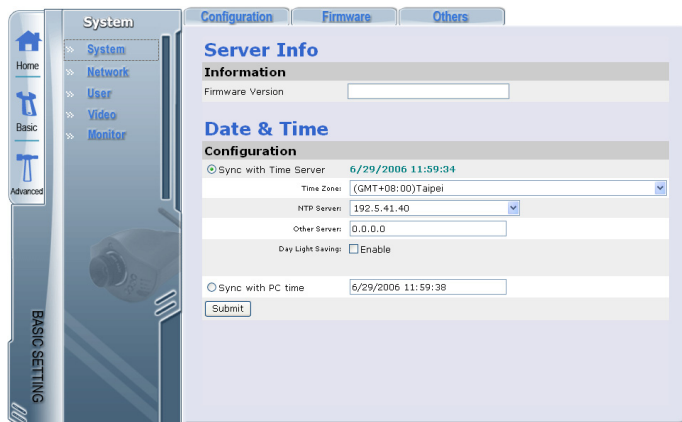 System
Configuration
Firmware
Others
Home
Basic
Advanced
BASIC SETTING
» System
» Network
» User
» Video
» Monitor
Server Info
Information
Firmware Version
Date & Time
Configuration
Sync with Time Server 6/29/2006 11:59:34
Time Zone: (GMT+08:00)Taipei
NTP Server: 192.5.41.40
Other Server: 0.0.0.0
Day Light Saving: Enable
Sync with PC time 6/29/2006 11:59:38
Submit